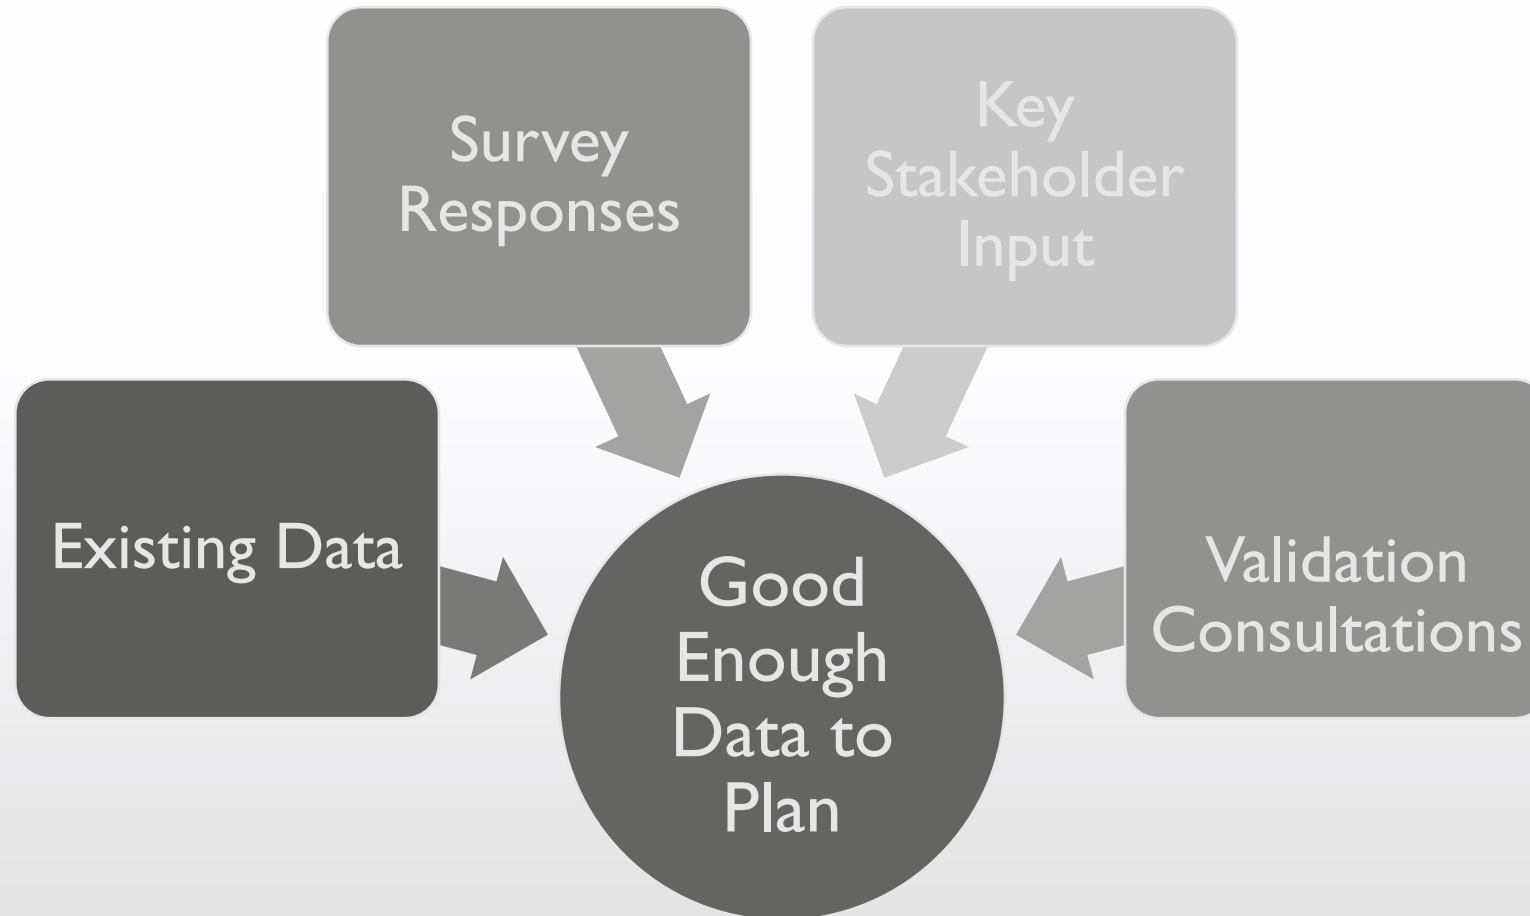 Survey
Responses
Key
Stakeholder
Input
Existing Data
Validation
Consultations
Good
Enough
Data to
Plan